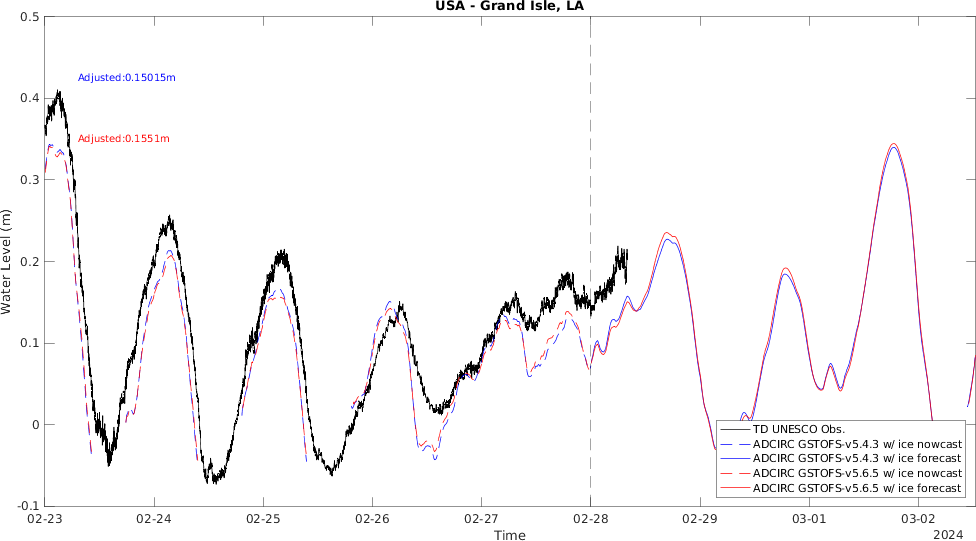 USA - Grand Isle, LA
0.5
0.4
0.3
0.2
0.1
0
-0.1
Water Level (m)
Adjusted:0.15015m
Adjusted:0.1551m
TD UNESCO Obs.
ADCIRC GSTOFS-v5.4.3 w/ ice nowcast
ADCIRC GSTOFS-v5.4.3 w/ ice forecast
ADCIRC GSTOFS-v5.6.5 w/ ice nowcast
ADCIRC GSTOFS-v5.6.5 w/ ice forecast
02-23 02-24 02-25 02-26 02-27 02-28 02-29 03-01 03-02
Time
2024